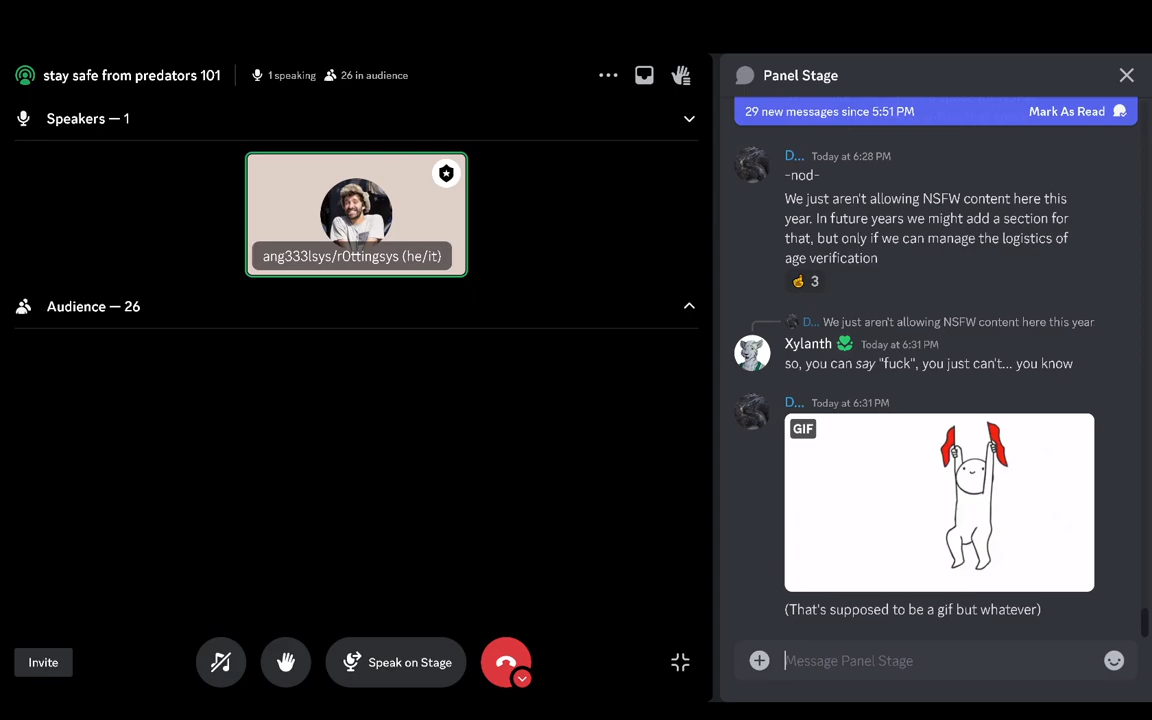 stay safe from predators 101
1 speaking
26 in audience
Speakers — 1
ang333lsys/r0ttingsys (he/it)
Audience — 26
Invite
Speak on Stage
Panel Stage
29 new messages since 5:51 PM
Mark As Read
D... Today at 6:28 PM
-nod-
We just aren't allowing NSFW content here this
year. In future years we might add a section for
that, but only if we can manage the logistics of
age verification
3
D... We just aren't allowing NSFW content here this year
Xylanth Today at 6:31 PM
so, you can say "fuck", you just can't... you know
D... Today at 6:31 PM
GIF
(That's supposed to be a gif but whatever)
Message Panel Stage